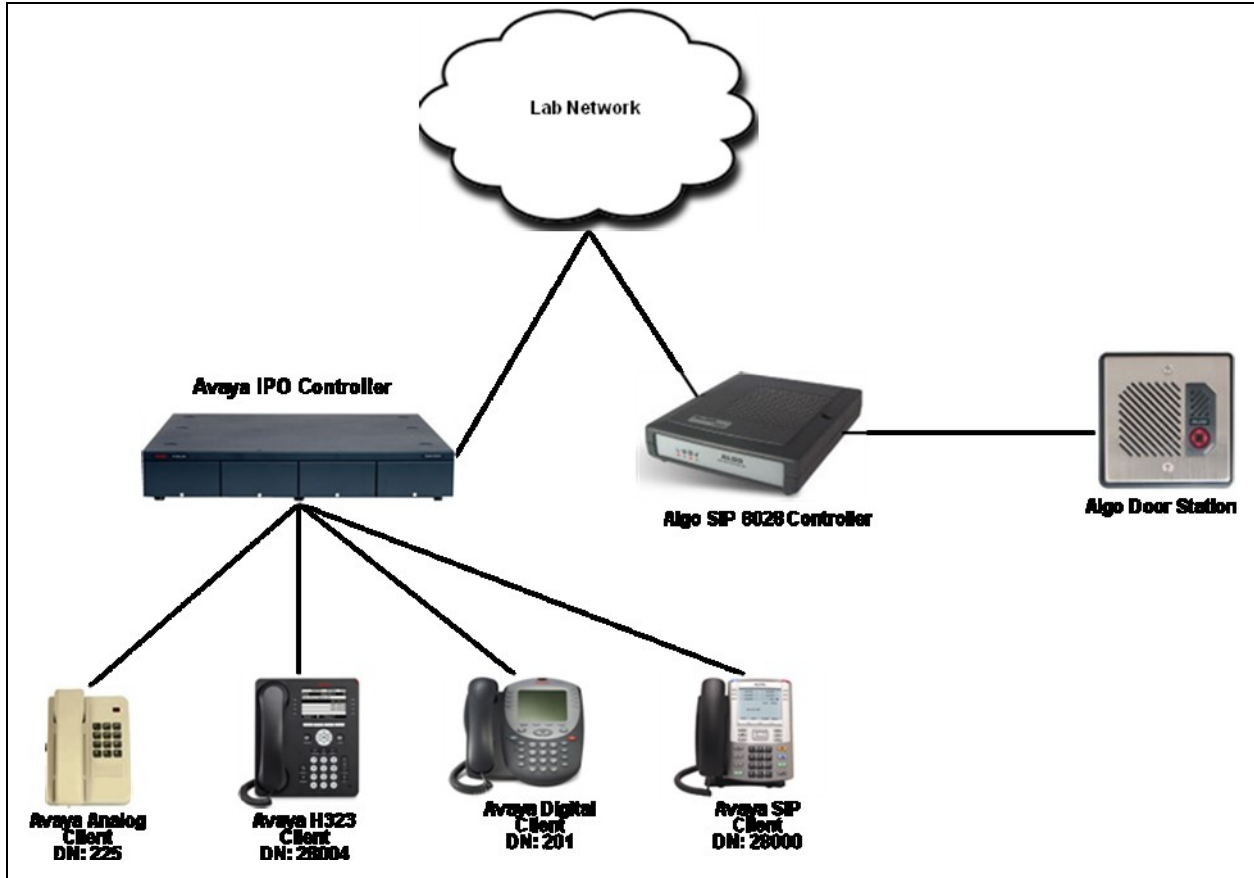 Lab Network
Avaya IPO Controller
Algo SIP 8028 Controller
Algo Door Station
Avaya Analog
Client
DN: 225
Avaya H323
Client
DN: 28004
Avaya Digital
Client
DN: 201
Avaya SIP
Client
DN: 28000